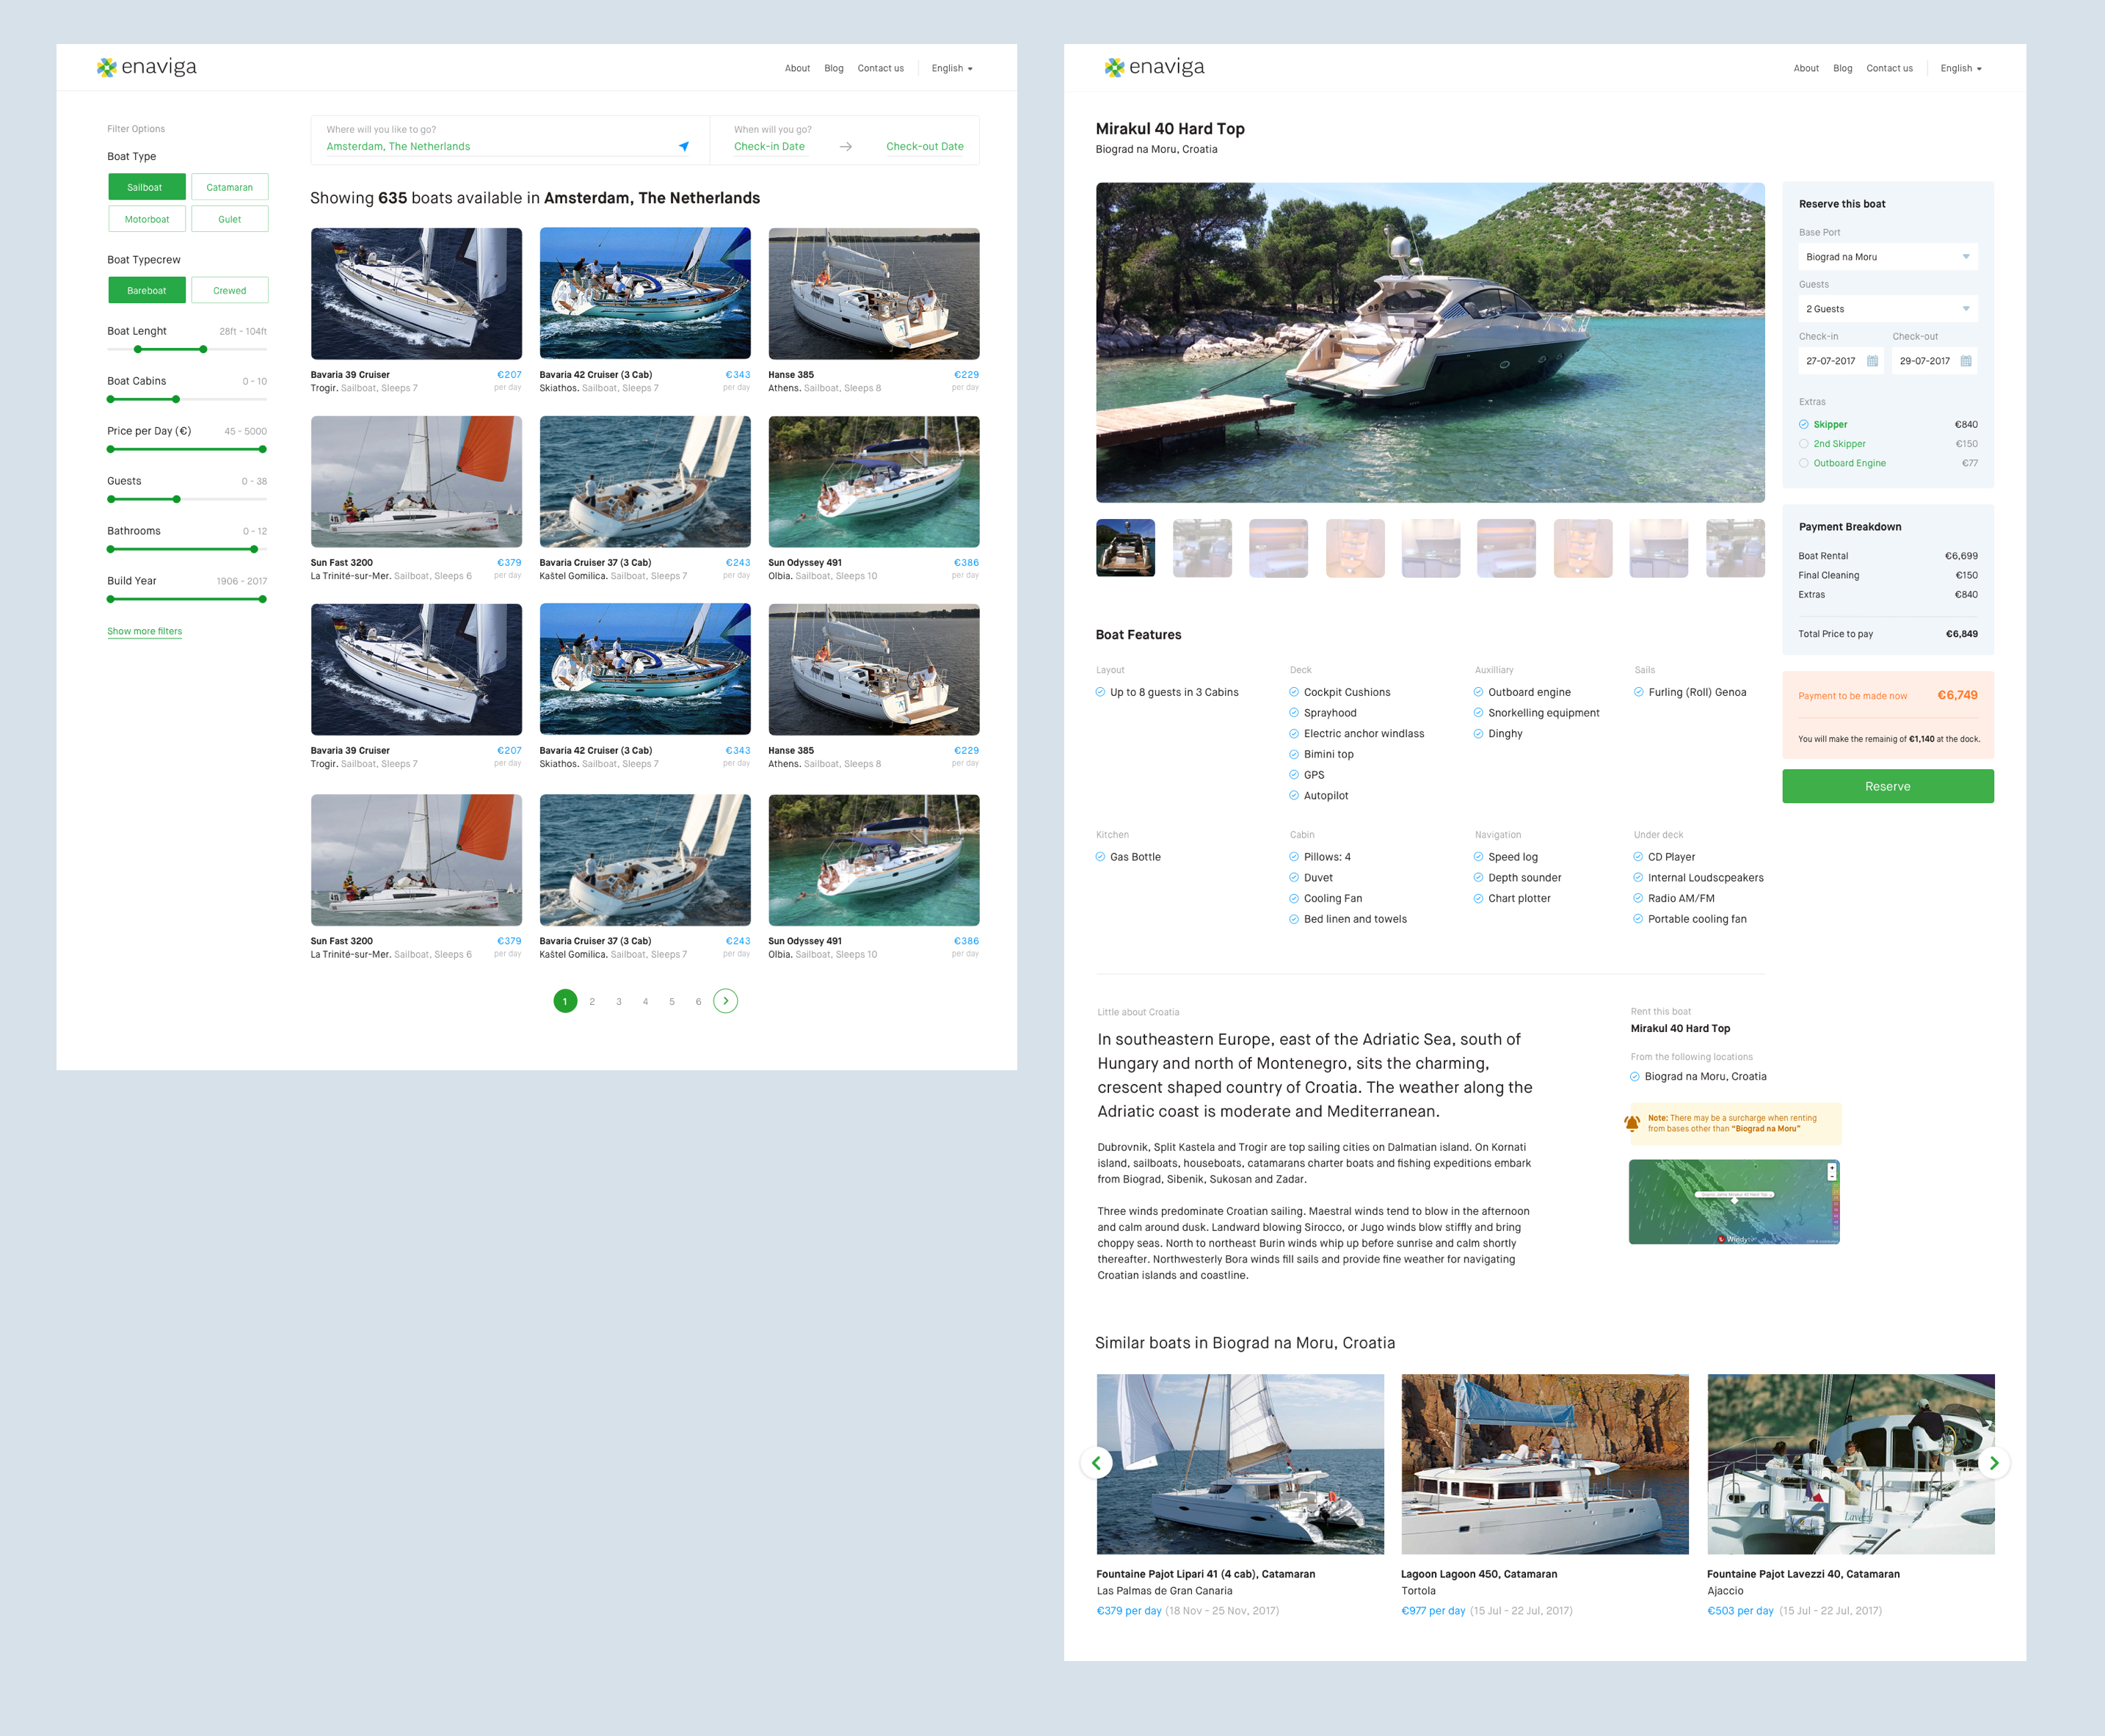 enaviga
About Blog Contact us English
Filter Options
Boat Type
Sailboat Catamaran
Motorboat Gulet
Boat Typecrew
Bareboat Crewed
Boat Lenght 28ft - 104ft
Boat Cabins 0 - 10
Price per Day (€) 45 - 5000
Guests 0 - 38
Bathrooms 0 - 12
Build Year 1906 - 2017
Show more filters
Where will you like to go? When will you go?
Amsterdam, The Netherlands Check-in Date Check-out Date
Showing 635 boats available in Amsterdam, The Netherlands
Bavaria 39 Cruiser €207
Trogir. Sailboat, Sleeps 7 per day
Bavaria 42 Cruiser (3 Cab) €343
Skiathos. Sailboat, Sleeps 7 per day
Hanse 385 €229
Athens. Sailboat, Sleeps 8 per day
Sun Fast 3200 €379
La Trinité-sur-Mer. Sailboat, Sleeps 6 per day
Bavaria Cruiser 37 (3 Cab) €243
Kaštel Gomilica. Sailboat, Sleeps 7 per day
Sun Odyssey 491 €386
Olbia. Sailboat, Sleeps 10 per day
Bavaria 39 Cruiser €207
Trogir. Sailboat, Sleeps 7 per day
Bavaria 42 Cruiser (3 Cab) €343
Skiathos. Sailboat, Sleeps 7 per day
Hanse 385 €229
Athens. Sailboat, Sleeps 8 per day
Sun Fast 3200 €379
La Trinité-sur-Mer. Sailboat, Sleeps 6 per day
Bavaria Cruiser 37 (3 Cab) €243
Kaštel Gomilica. Sailboat, Sleeps 7 per day
Sun Odyssey 491 €386
Olbia. Sailboat, Sleeps 10 per day
1 2 3 4 5 6
enaviga
About Blog Contact us English
Mirakul 40 Hard Top
Biograd na Moru, Croatia
Reserve this boat
Base Port
Biograd na Moru
Guests
2 Guests
Check-in Check-out
27-07-2017 29-07-2017
Extras
Skipper €840
2nd Skipper €150
Outboard Engine €77
Payment Breakdown
Boat Rental €6,699
Final Cleaning €150
Extras €840
Total Price to pay €6,849
Payment to be made now €6,749
You will make the remainig of €1,140 at the dock.
Reserve
Boat Features
Layout
Up to 8 guests in 3 Cabins
Deck
Cockpit Cushions
Sprayhood
Electric anchor windlass
Bimini top
GPS
Autopilot
Auxilliary
Outboard engine
Snorkelling equipment
Dinghy
Sails
Furling (Roll) Genoa
Kitchen
Gas Bottle
Cabin
Pillows: 4
Duvet
Cooling Fan
Bed linen and towels
Navigation
Speed log
Depth sounder
Chart plotter
Under deck
CD Player
Internal Loudscpeakers
Radio AM/FM
Portable cooling fan
Little about Croatia
In southeastern Europe, east of the Adriatic Sea, south of
Hungary and north of Montenegro, sits the charming,
crescent shaped country of Croatia. The weather along the
Adriatic coast is moderate and Mediterranean.
Dubrovnik, Split Kastela and Trogir are top sailing cities on Dalmatian island. On Kornati
island, sailboats, houseboats, catamarans charter boats and fishing expeditions embark
from Biograd, Sibenik, Sukosan and Zadar.
Three winds predominate Croatian sailing. Maestral winds tend to blow in the afternoon
and calm around dusk. Landward blowing Sirocco, or Jugo winds blow stiffly and bring
choppy seas. North to northeast Burin winds whip up before sunrise and calm shortly
thereafter. Northwesterly Bora winds fill sails and provide fine weather for navigating
Croatian islands and coastline.
Rent this boat
Mirakul 40 Hard Top
From the following locations
Biograd na Moru, Croatia
Note: There may be a surcharge when renting
from bases other than “Biograd na Moru”
+
-
Windytv
Similar boats in Biograd na Moru, Croatia
Fountaine Pajot Lipari 41 (4 cab), Catamaran
Las Palmas de Gran Canaria
€379 per day (18 Nov - 25 Nov, 2017)
Lagoon Lagoon 450, Catamaran
Tortola
€977 per day (15 Jul - 22 Jul, 2017)
Fountaine Pajot Lavezzi 40, Catamaran
Ajaccio
€503 per day (15 Jul - 22 Jul, 2017)